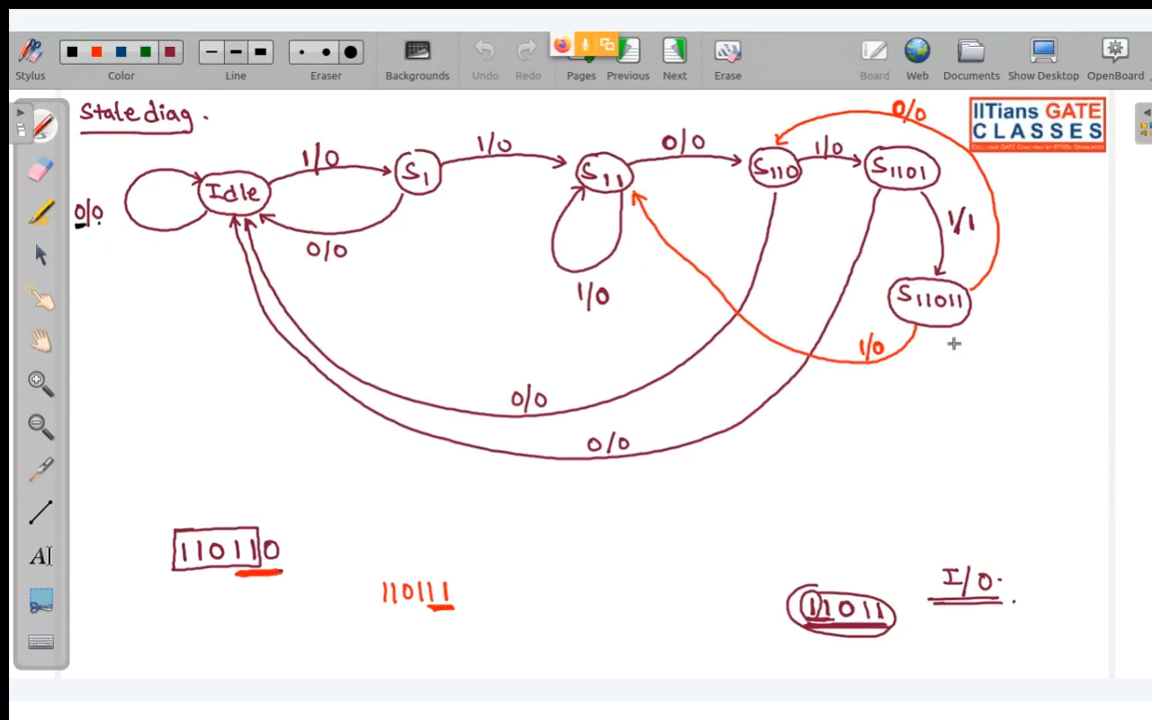 Stylus
Color
Line
Eraser
Backgrounds
Undo
Redo
Pages
Previous
Next
Erase
Board
Web
Documents
Show Desktop
OpenBoard
State diag.
IITians GATE
CLASSES
0/0
1/0
1/0
0/0
1/0
Idle
S1
S11
S110
S1101
0/0
1/1
0/0
1/0
S11011
1/0
0/0
0/0
110110
110111
11011
I/O.
AI